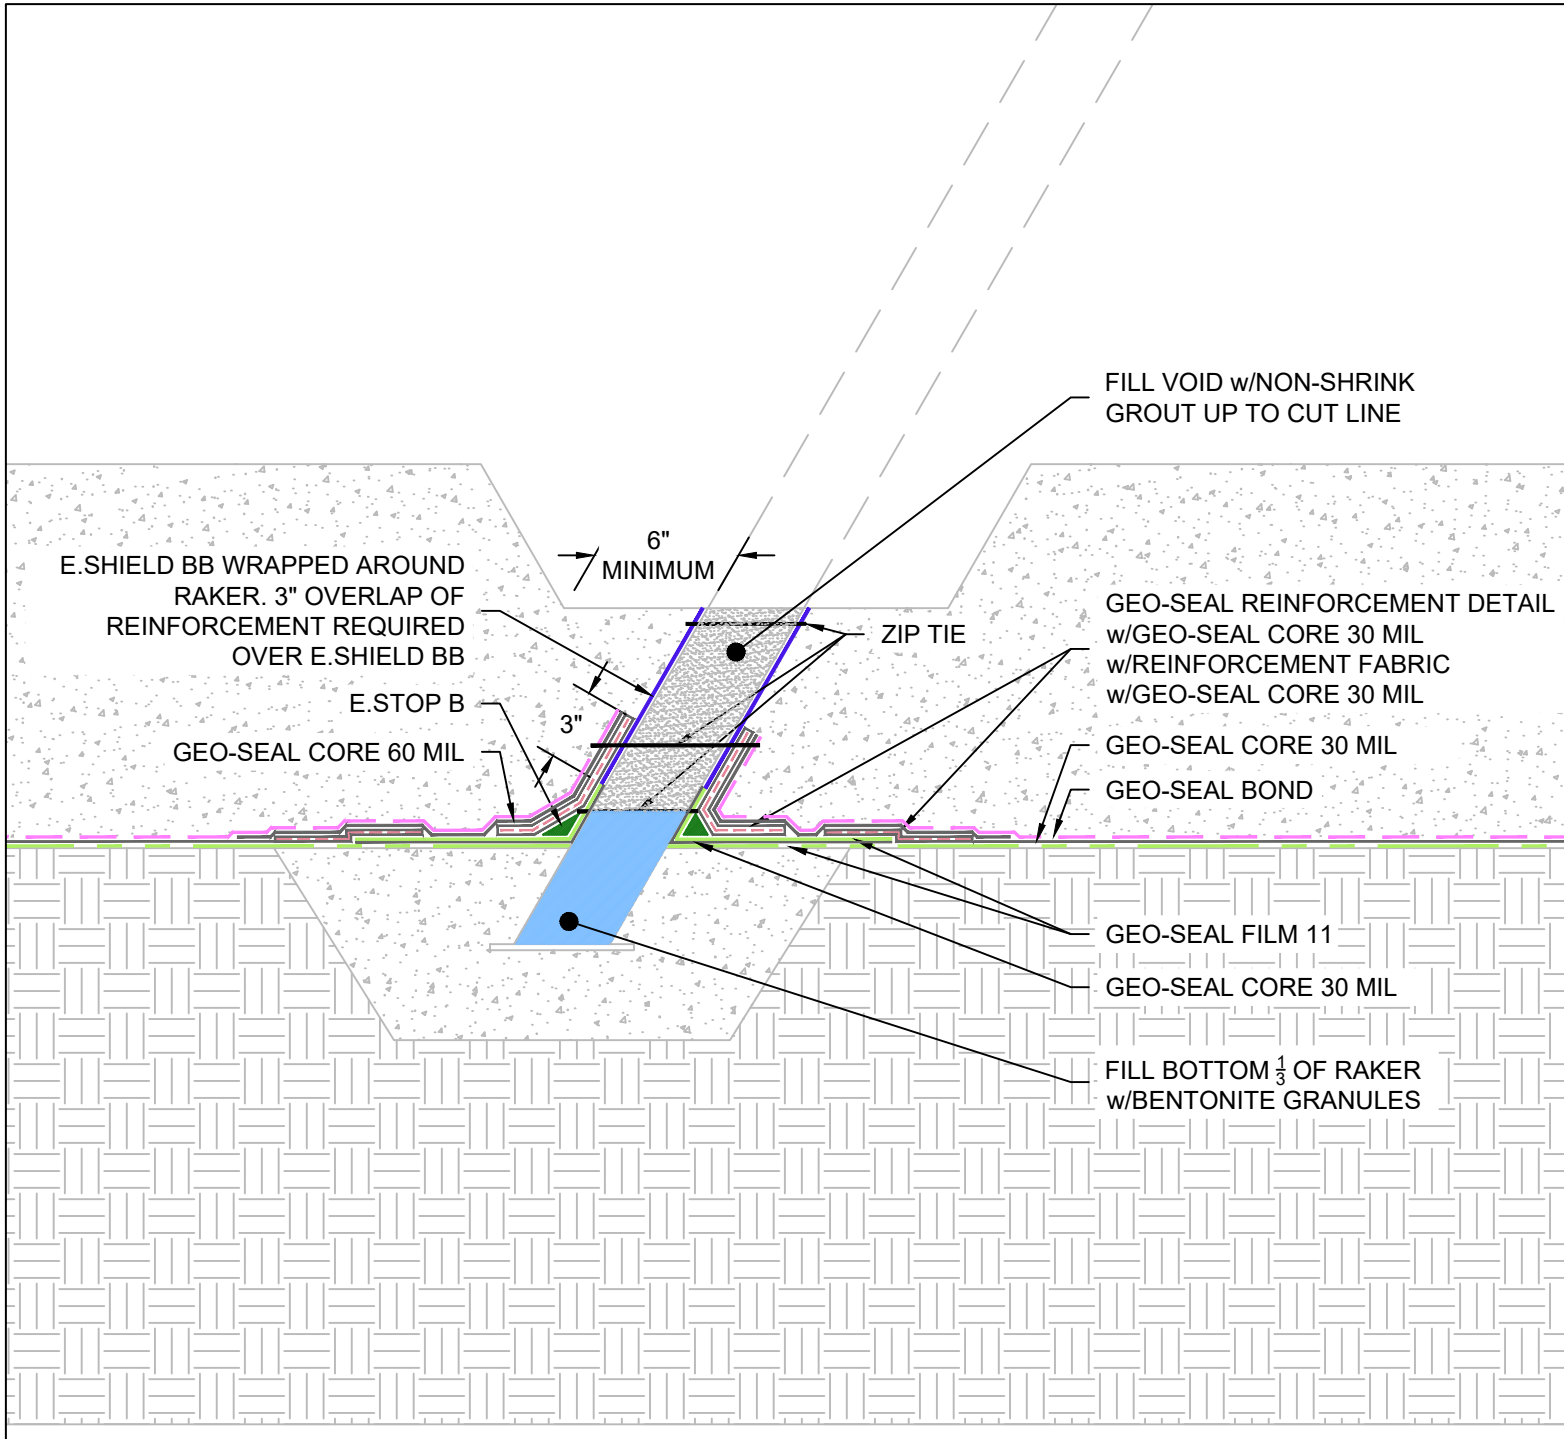 FILL VOID w/NON-SHRINK
GROUT UP TO CUT LINE
6"
MINIMUM
E.SHIELD BB WRAPPED AROUND
RAKER. 3" OVERLAP OF
REINFORCEMENT REQUIRED
OVER E.SHIELD BB
E.STOP B
3"
GEO-SEAL CORE 60 MIL
ZIP TIE
GEO-SEAL REINFORCEMENT DETAIL
w/GEO-SEAL CORE 30 MIL
w/REINFORCEMENT FABRIC
w/GEO-SEAL CORE 30 MIL
GEO-SEAL CORE 30 MIL
GEO-SEAL BOND
GEO-SEAL FILM 11
GEO-SEAL CORE 30 MIL
FILL BOTTOM 1/3 OF RAKER
w/BENTONITE GRANULES